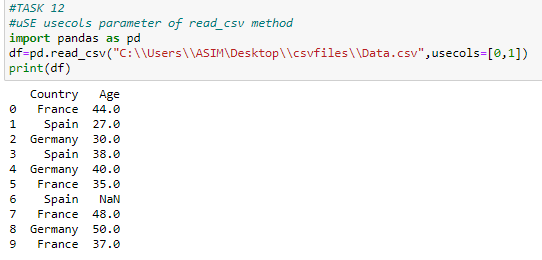 #TASK 12
#uSE usecols parameter of read_csv method
import pandas as pd
df=pd.read_csv("C:\\Users\\ASIM\Desktop\\csvfiles\\Data.csv",usecols=[0,1])
print(df)
Country Age
0 France 44.0
1 Spain 27.0
2 Germany 30.0
3 Spain 38.0
4 Germany 40.0
5 France 35.0
6 Spain NaN
7 France 48.0
8 Germany 50.0
9 France 37.0